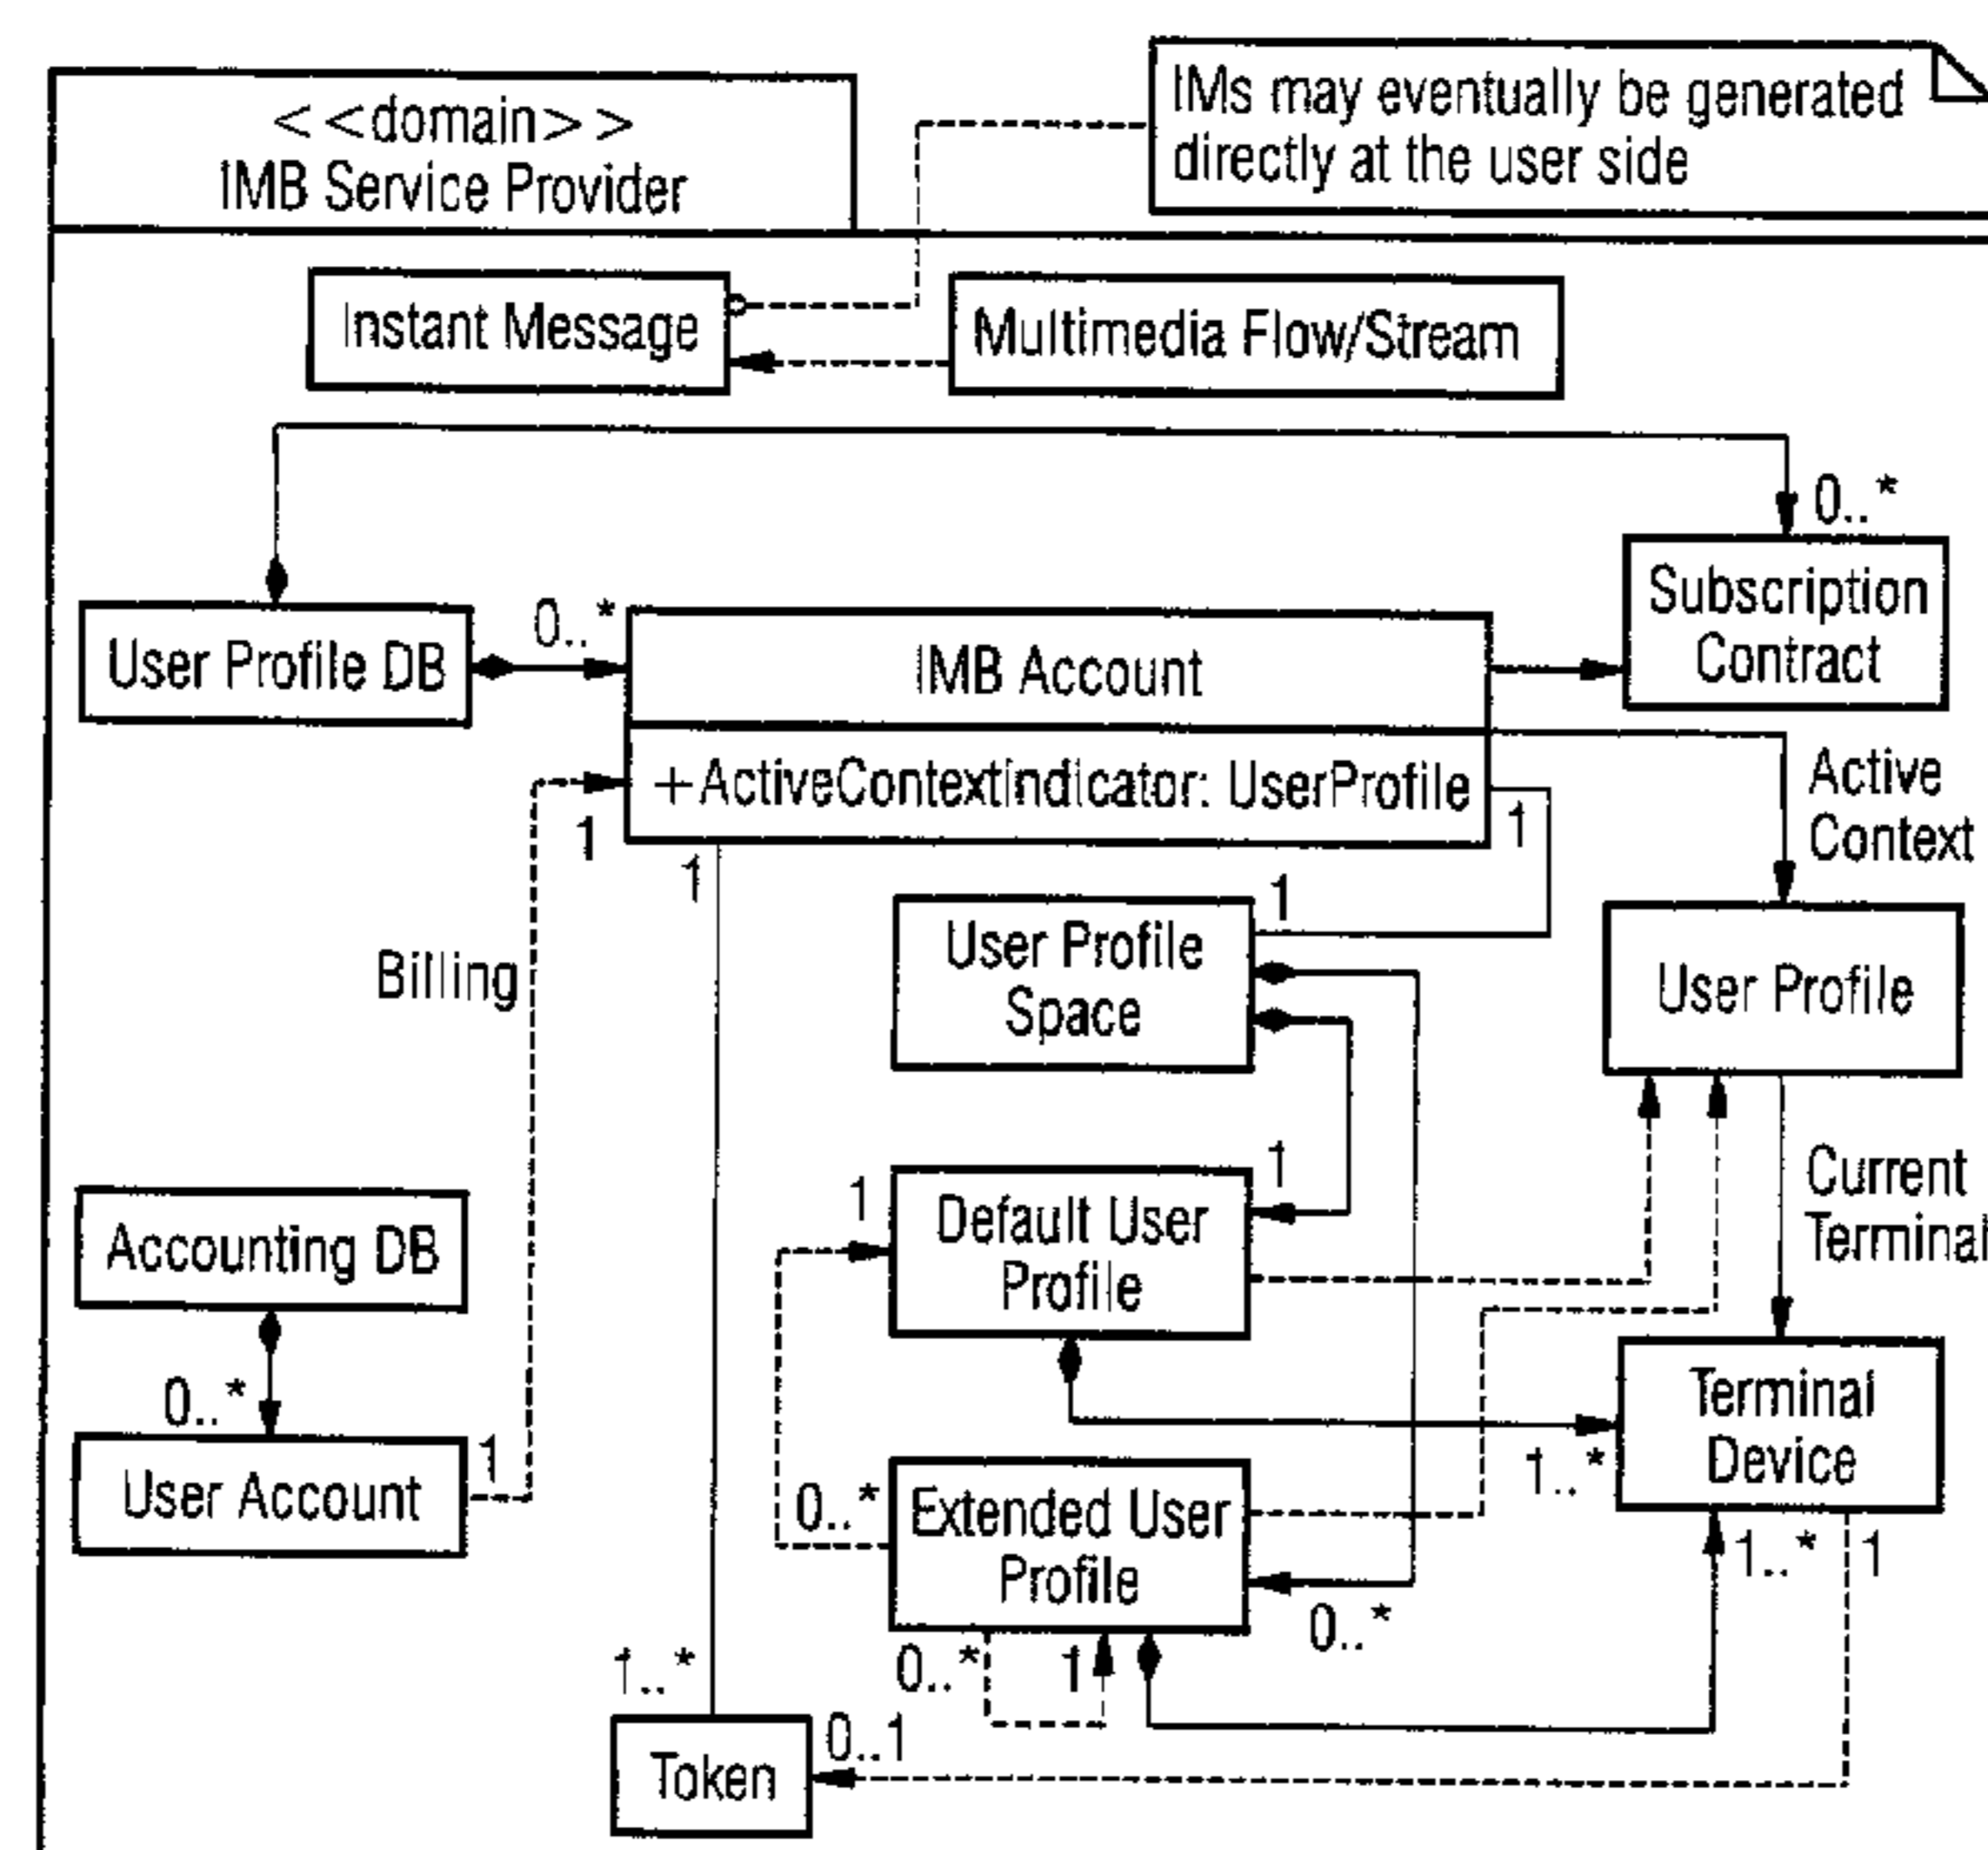 < <domain> >
IMB Service Provider
IMs may eventually be generated
directly at the user side
Instant Message
Multimedia Flow/Stream
0..*
Subscription
Contract
User Profile DB
0..*
IMB Account
+ActiveContextIndicator: UserProfile
1
1
1
Active
Context
Billing
User Profile
Space
1
User Profile
Accounting DB
0..*
User Account
1
1
Default User
Profile
1
Current
Terminal
Terminal
Device
1..*
0..*
Extended User
Profile
0..*
1..*
1
0..*
1
1..*
Token
0..1